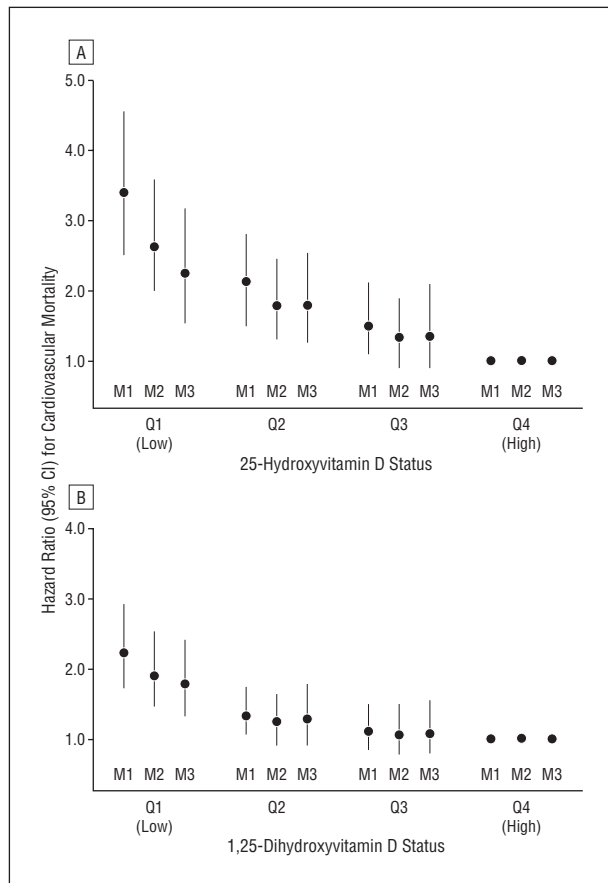 Hazard Ratio (95% CI) for Cardiovascular Mortality
A
5.0
4.0
3.0
2.0
1.0
M1 M2 M3 M1 M2 M3 M1 M2 M3 M1 M2 M3
Q1 Q2 Q3 Q4
(Low) (High)
25-Hydroxyvitamin D Status
B
4.0
3.0
2.0
1.0
M1 M2 M3 M1 M2 M3 M1 M2 M3 M1 M2 M3
Q1 Q2 Q3 Q4
(Low) (High)
1,25-Dihydroxyvitamin D Status